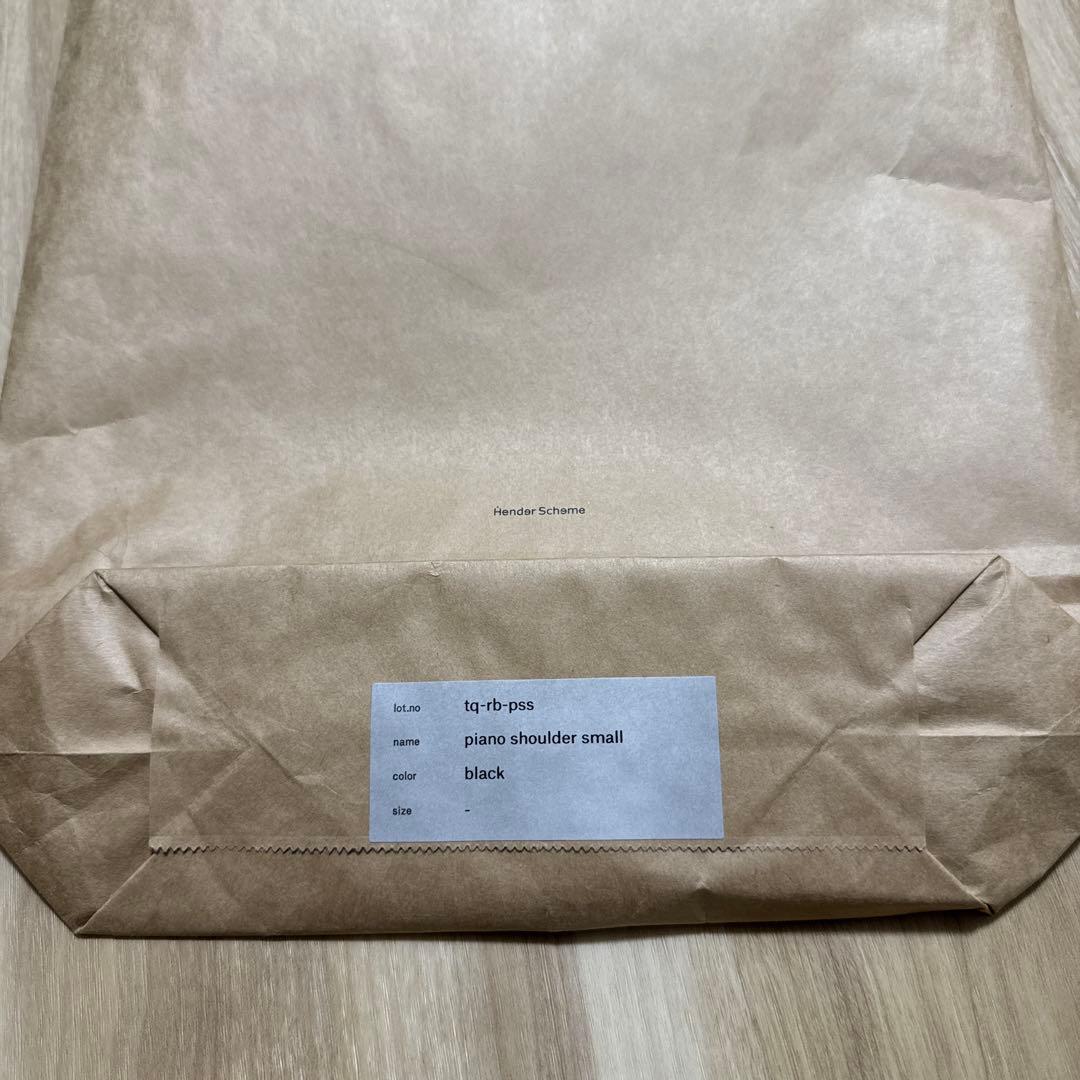 Hender Scheme
lot.no tq-rb-pss
name piano shoulder small
color black
size -